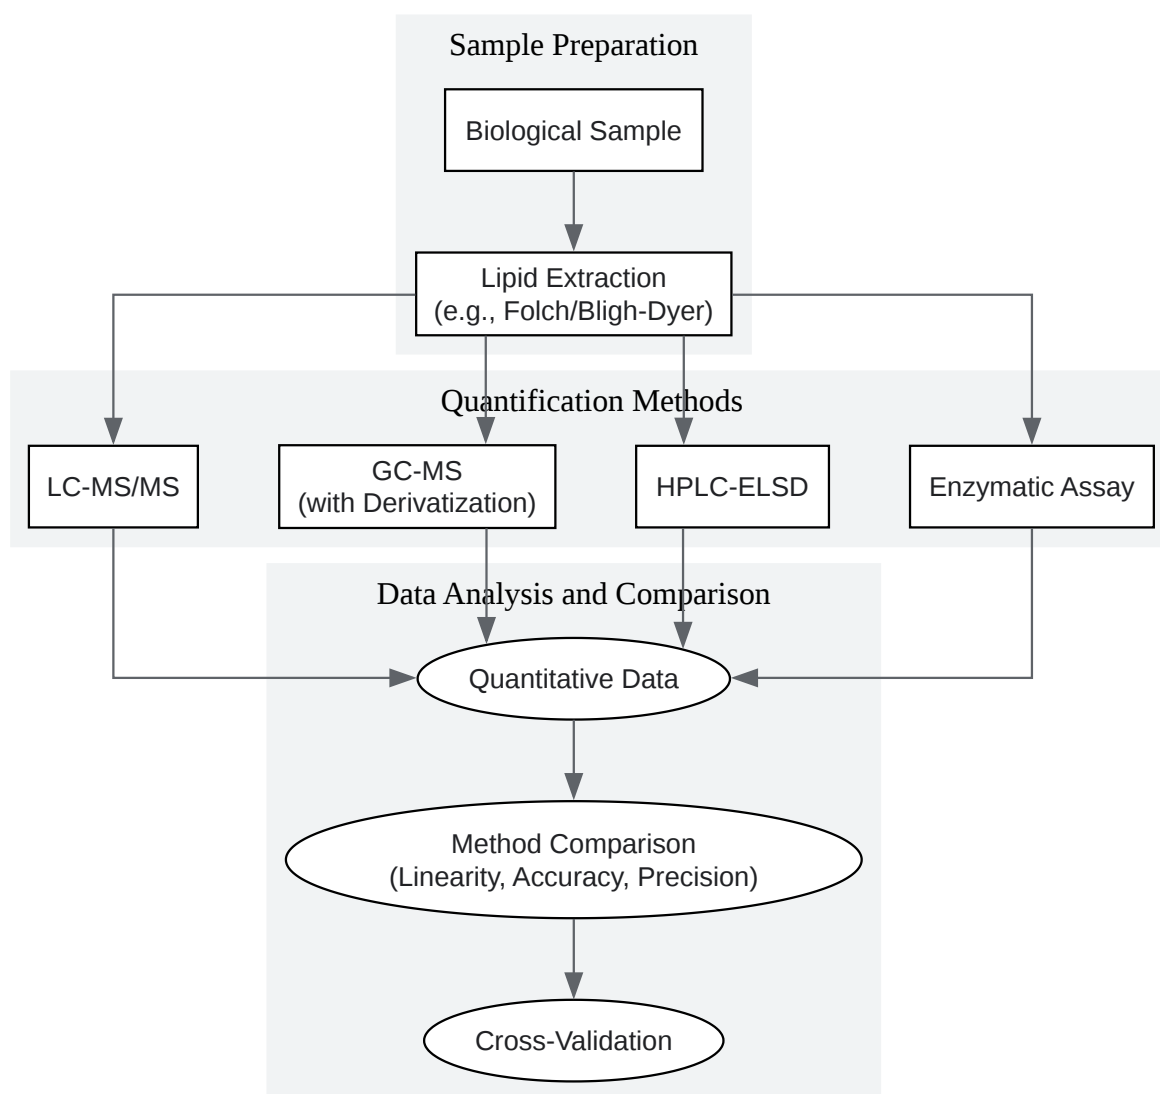 Sample Preparation
Biological Sample
Lipid Extraction
(e.g., Folch/Bligh-Dyer)
Quantification Methods
LC-MS/MS
GC-MS
(with Derivatization)
HPLC-ELSD
Enzymatic Assay
Data Analysis and Comparison
Quantitative Data
Method Comparison
(Linearity, Accuracy, Precision)
Cross-Validation